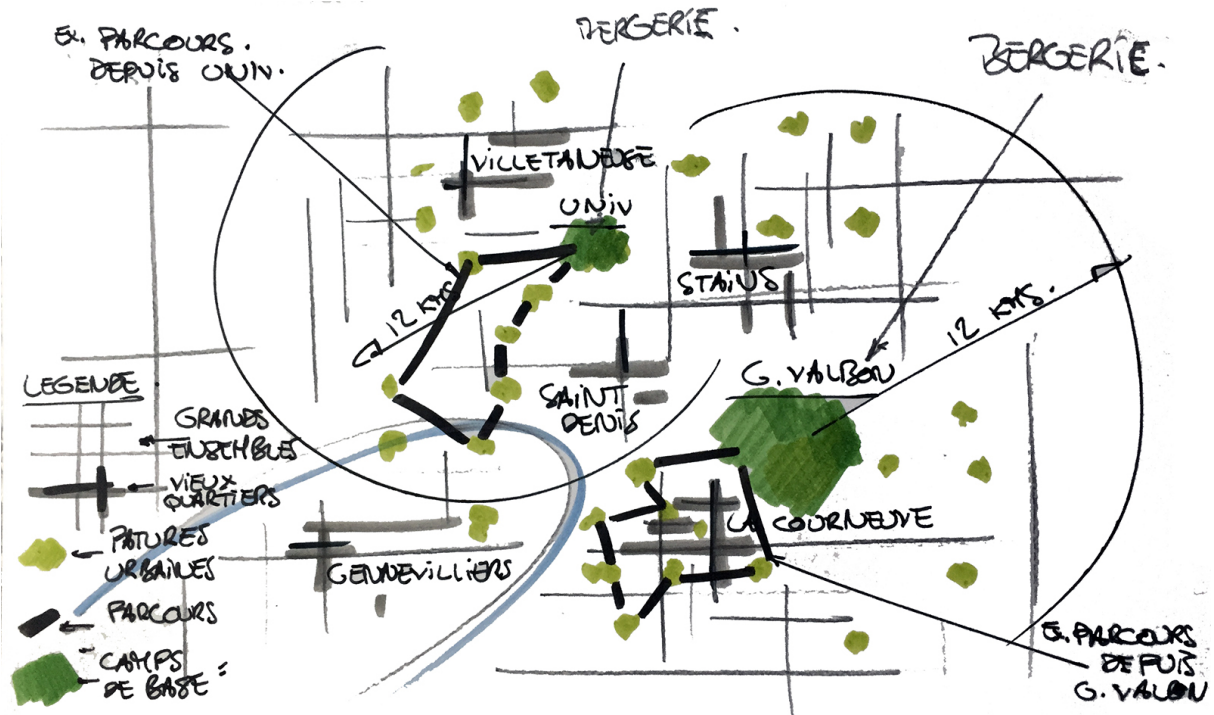 EX. PARCOURS.
DEPUIS UNIV.
BERGERIE.
BERGERIE.
VILLETANEUSE
UNIV
12 KMS
STAINS
12 KMS.
G. VALBON
SAINT
DENIS
LEGENDE
GRANDS
ENSEMBLES
VIEUX
QUARTIERS
PATURES
URBAINES
PARCOURS
CAMPS
DE BASE:
LA COURNEUVE
GENNEVILLIERS
EX. PARCOURS
DEPUIS
G. VALBON